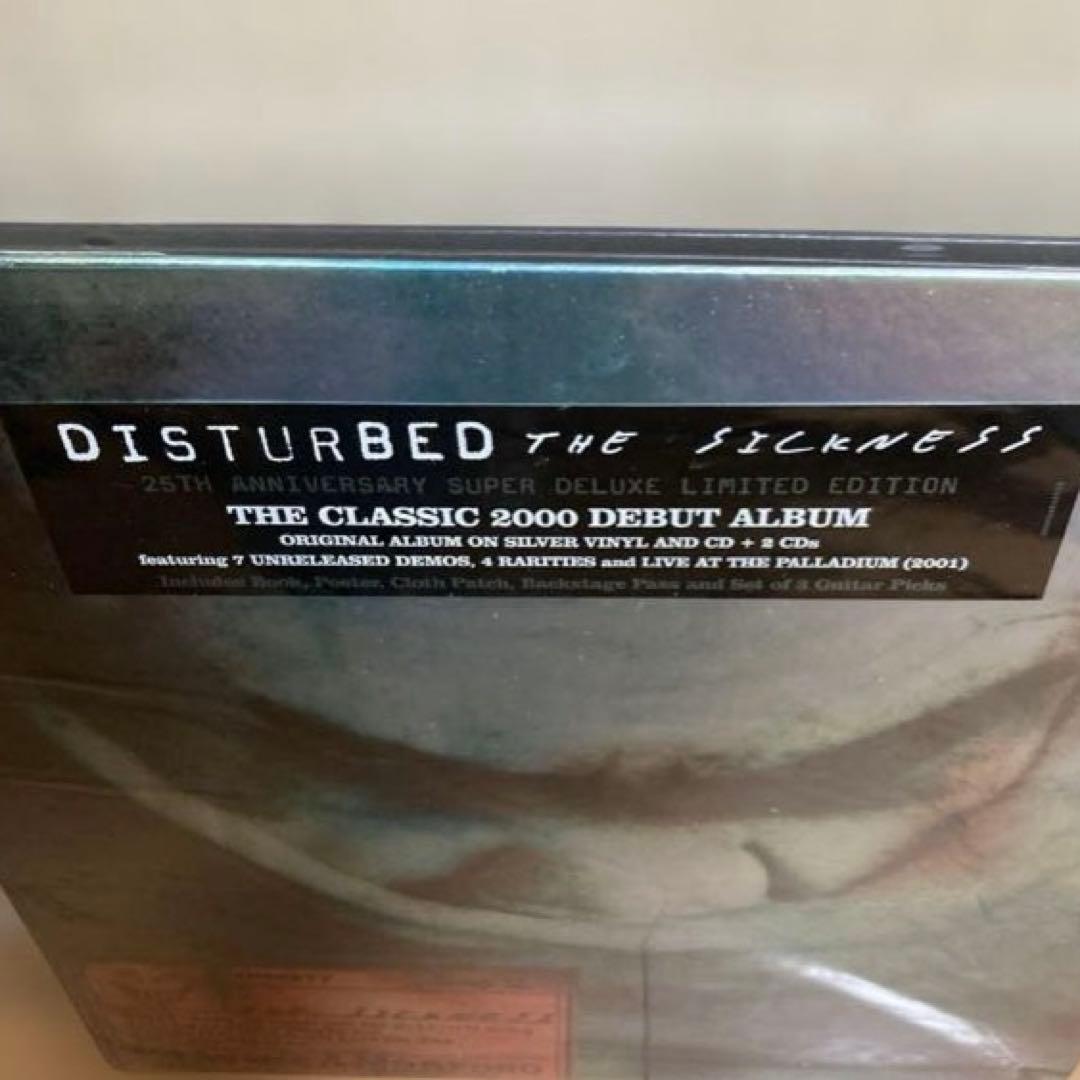 DISTURBED THE SICKNESS
25TH ANNIVERSARY SUPER DELUXE LIMITED EDITION
THE CLASSIC 2000 DEBUT ALBUM
ORIGINAL ALBUM ON SILVER VINYL AND CD + 2 CDs
featuring 7 UNRELEASED DEMOS, 4 RARITIES and LIVE AT THE PALLADIUM (2001)
Includes Book, Poster, Cloth Patch, Backstage Pass and Set of 3 Guitar Picks
SICKNESS